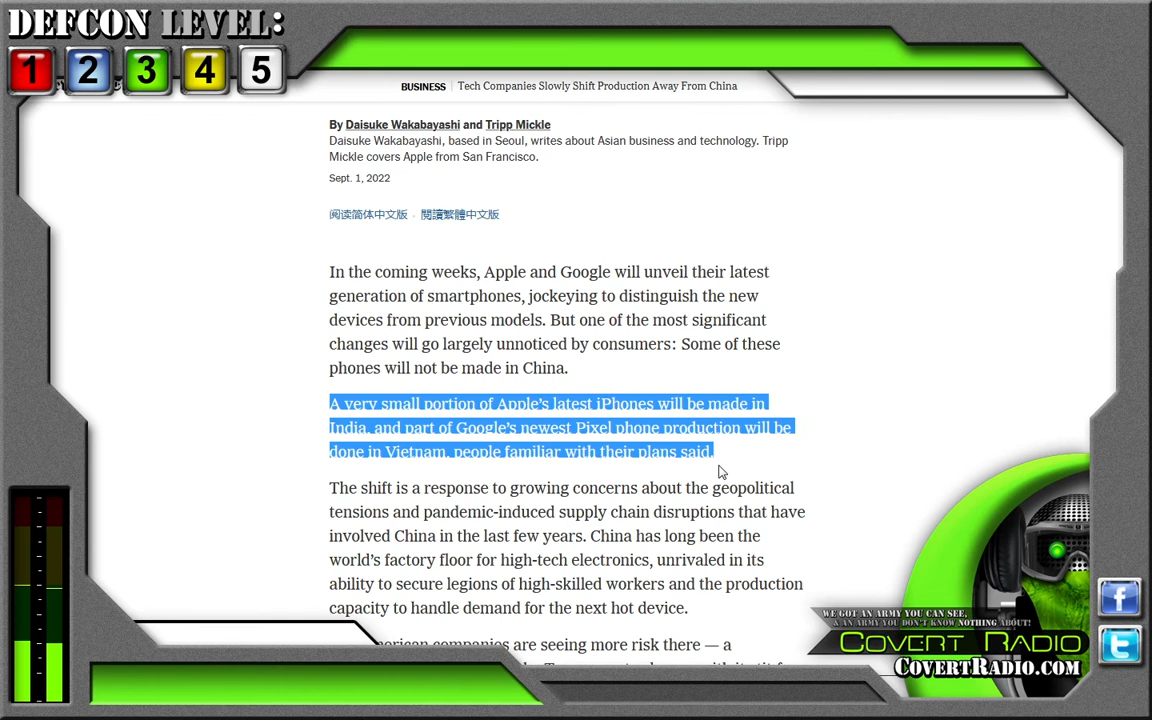 DEFCON LEVEL:
1 2 3 4 5
BUSINESS | Tech Companies Slowly Shift Production Away From China
By Daisuke Wakabayashi and Tripp Mickle
Daisuke Wakabayashi, based in Seoul, writes about Asian business and technology. Tripp
Mickle covers Apple from San Francisco.
Sept. 1, 2022
阅读简体中文版 · 閱讀繁體中文版
In the coming weeks, Apple and Google will unveil their latest
generation of smartphones, jockeying to distinguish the new
devices from previous models. But one of the most significant
changes will go largely unnoticed by consumers: Some of these
phones will not be made in China.
A very small portion of Apple’s latest iPhones will be made in
India, and part of Google’s newest Pixel phone production will be
done in Vietnam, people familiar with their plans said.
The shift is a response to growing concerns about the geopolitical
tensions and pandemic-induced supply chain disruptions that have
involved China in the last few years. China has long been the
world’s factory floor for high-tech electronics, unrivaled in its
ability to secure legions of high-skilled workers and the production
capacity to handle demand for the next hot device.
companies are seeing more risk there — a
WE GOT AN ARMY YOU CAN SEE,
& AN ARMY YOU DON'T KNOW NOTHING ABOUT!
COVERT RADIO
COVERTRADIO.COM